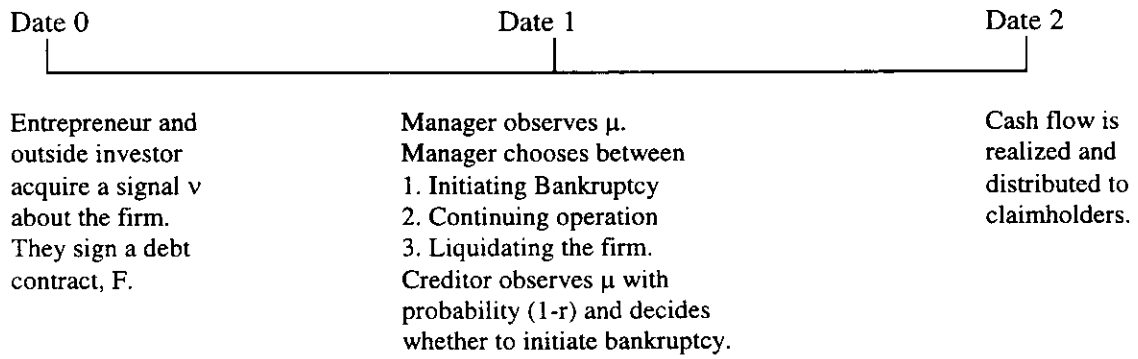 Date 0 Date 1 Date 2
Entrepreneur and
outside investor
acquire a signal ν
about the firm.
They sign a debt
contract, F.
Manager observes μ.
Manager chooses between
1. Initiating Bankruptcy
2. Continuing operation
3. Liquidating the firm.
Creditor observes μ with
probability (1-r) and decides
whether to initiate bankruptcy.
Cash flow is
realized and
distributed to
claimholders.